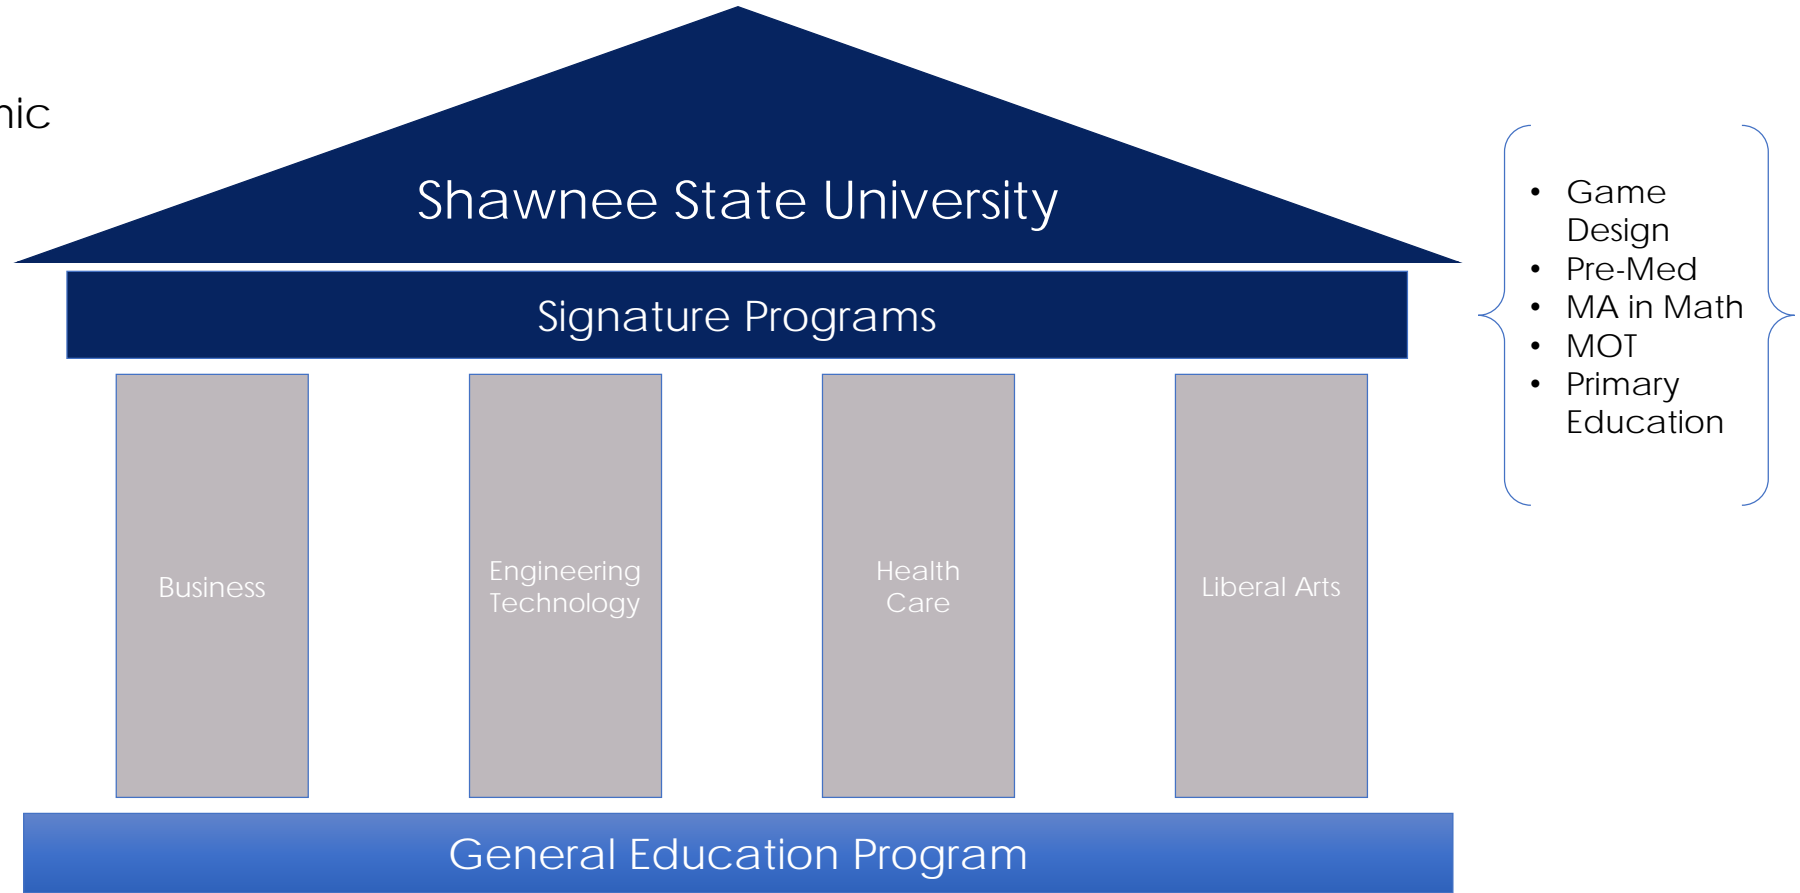 Shawnee State University
Signature Programs
• Game
Design
• Pre-Med
• MA in Math
• MOT
• Primary
Education
Business
Engineering
Technology
Health
Care
Liberal Arts
General Education Program